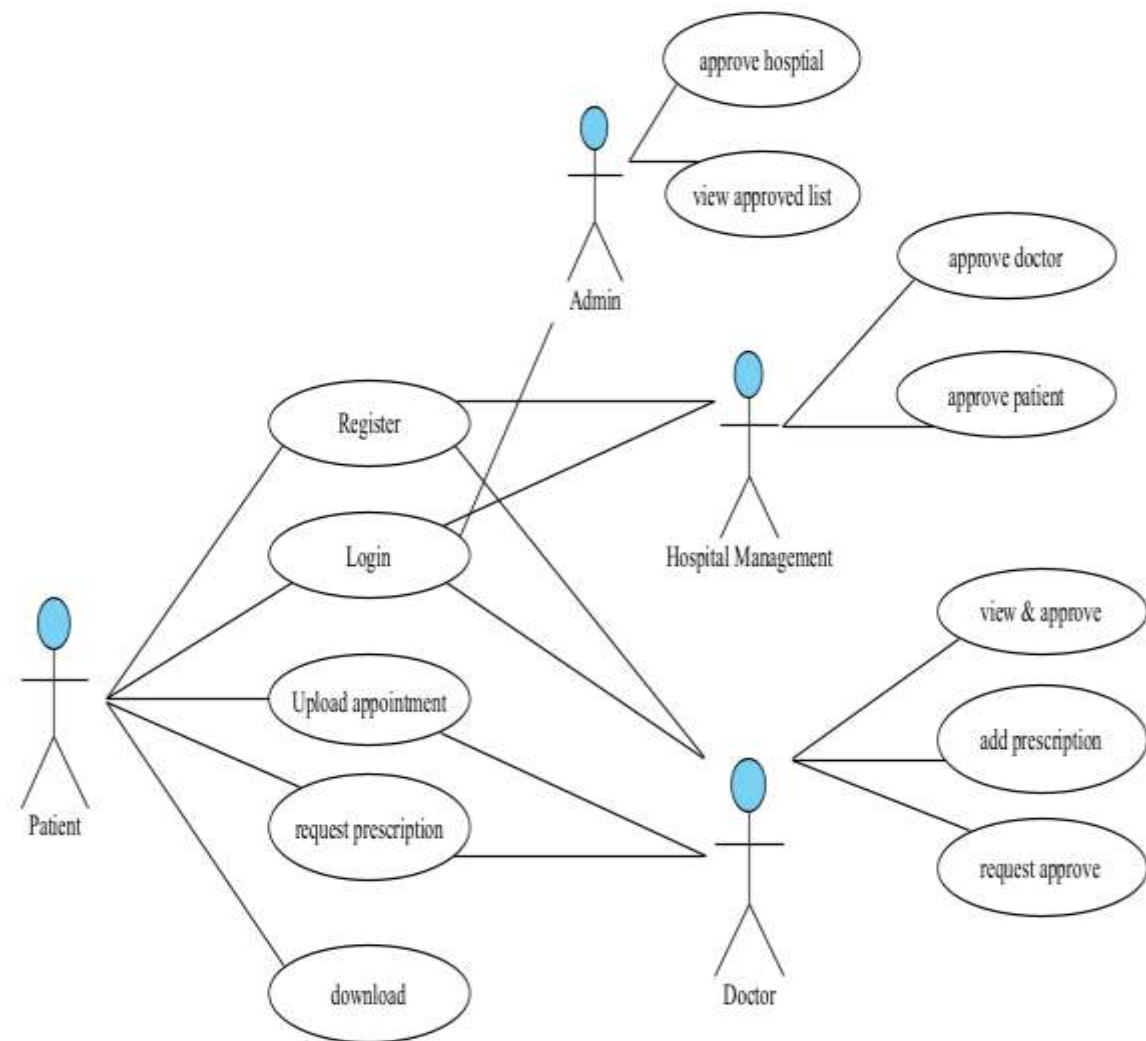 approve hosptial
view approved list
Admin
approve doctor
approve patient
Hospital Management
Register
Login
Upload appointment
request prescription
download
Patient
view & approve
add prescription
request approve
Doctor